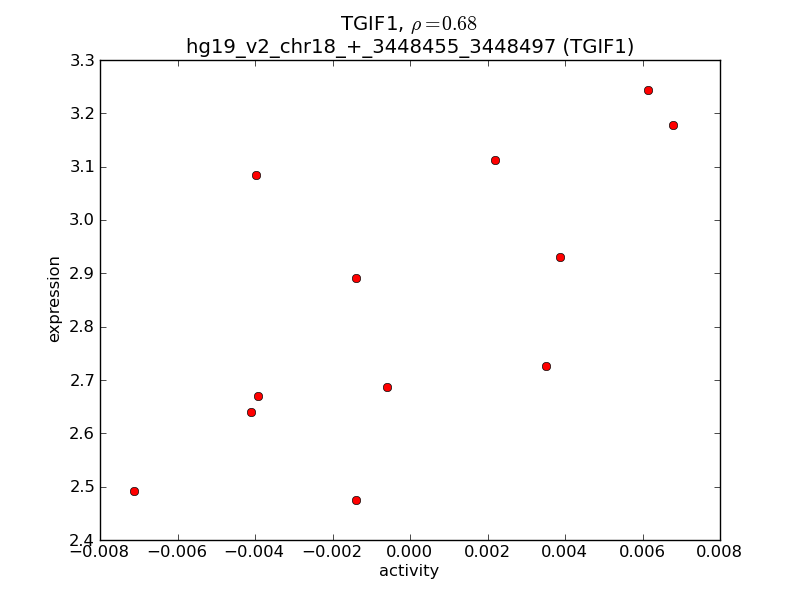 TGIF1, ρ=0.68
hg19_v2_chr18_+_3448455_3448497 (TGIF1)
3.3
3.2
3.1
3.0
2.9
2.8
2.7
2.6
2.5
2.4
expression
−0.008 −0.006 −0.004 −0.002 0.000 0.002 0.004 0.006 0.008
activity